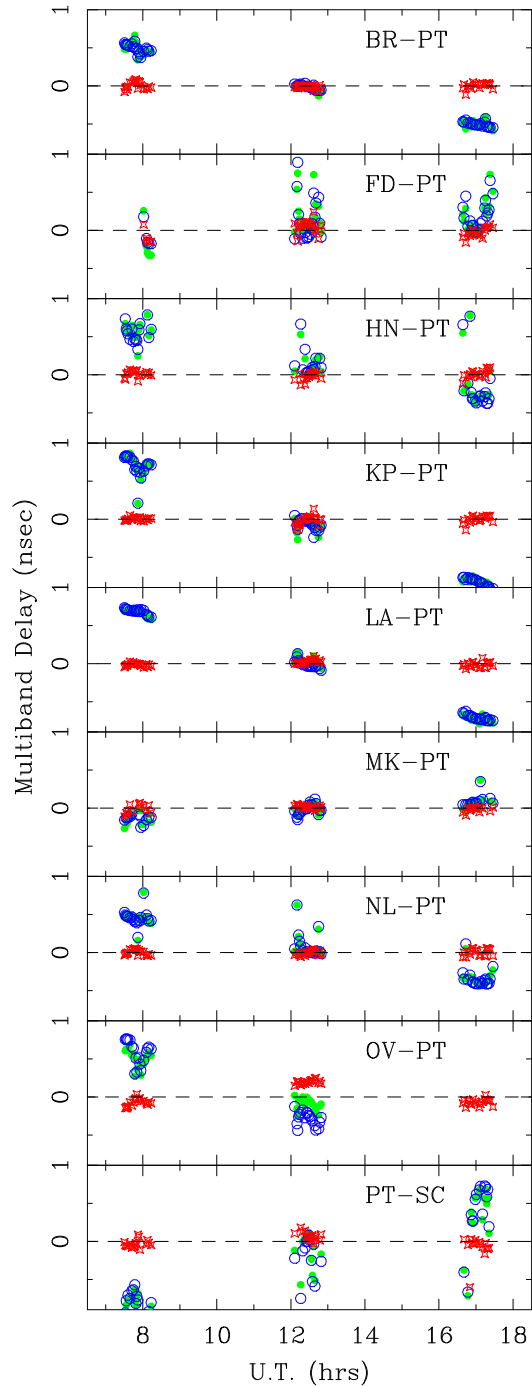 1
BR-PT
0
1
FD-PT
0
1
HN-PT
0
1
KP-PT
0
1
LA-PT
0
1
MK-PT
0
1
NL-PT
0
1
OV-PT
0
1
PT-SC
0
8 10 12 14 16 18
U.T. (hrs)
Multiband Delay (nsec)